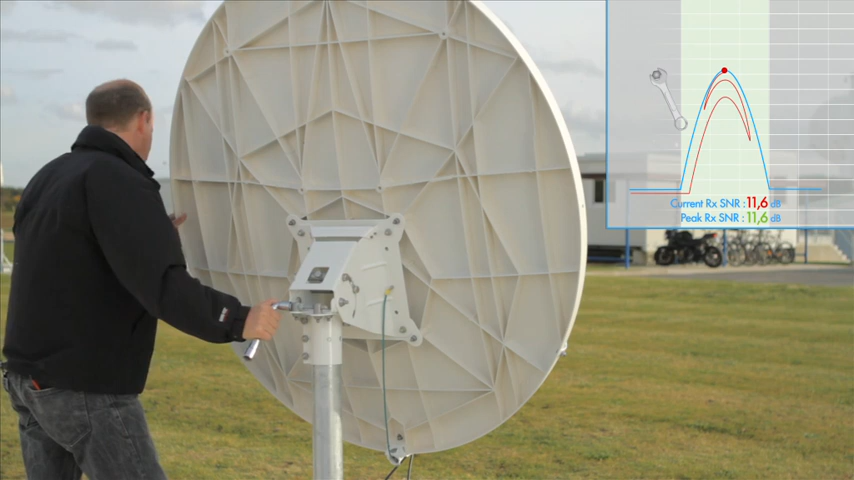 Current Rx SNR : 11,6 dB
Peak Rx SNR : 11,6 dB